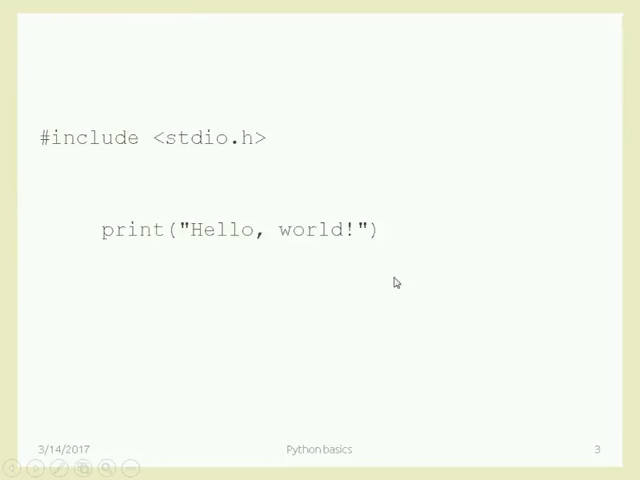 #include <stdio.h>
print("Hello, world!")
3/14/2017
Python basics
3